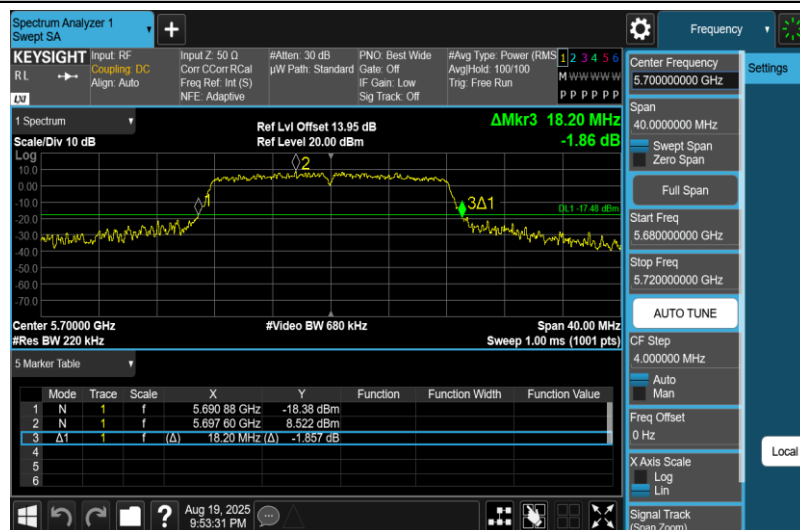 Spectrum Analyzer 1
Swept SA
+
Frequency
KEYSIGHT
RL
LXI
Input: RF
Coupling: DC
Align: Auto
Input Z: 50 Ω
Corr CCorr RCal
Freq Ref: Int (S)
NFE: Adaptive
#Atten: 30 dB
µW Path: Standard
PNO: Best Wide
Gate: Off
IF Gain: Low
Sig Track: Off
#Avg Type: Power (RMS
Avg|Hold: 100/100
Trig: Free Run
1 2 3 4 5 6
M W W W W W
P P P P P P
1 Spectrum
Scale/Div 10 dB
Ref Lvl Offset 13.95 dB
Ref Level 20.00 dBm
ΔMkr3 18.20 MHz
-1.86 dB
Log
10.0
0.00
-10.0
-20.0
-30.0
-40.0
-50.0
-60.0
-70.0
2
3Δ1
DL1 -17.48 dBm
Center 5.70000 GHz
#Res BW 220 kHz
#Video BW 680 kHz
Span 40.00 MHz
Sweep 1.00 ms (1001 pts)
5 Marker Table
Mode Trace Scale X Y Function Function Width Function Value
1 N 1 f 5.690 88 GHz -18.38 dBm
2 N 1 f 5.697 60 GHz 8.522 dBm
3 Δ1 1 f (Δ) 18.20 MHz (Δ) -1.857 dB
4
5
6
?
Aug 19, 2025
9:53:31 PM
Center Frequency
5.700000000 GHz
Span
40.0000000 MHz
Swept Span
Zero Span
Full Span
Start Freq
5.680000000 GHz
Stop Freq
5.720000000 GHz
AUTO TUNE
CF Step
4.000000 MHz
Auto
Man
Freq Offset
0 Hz
X Axis Scale
Log
Lin
Signal Track
(Span Zoom)
Settings
Local